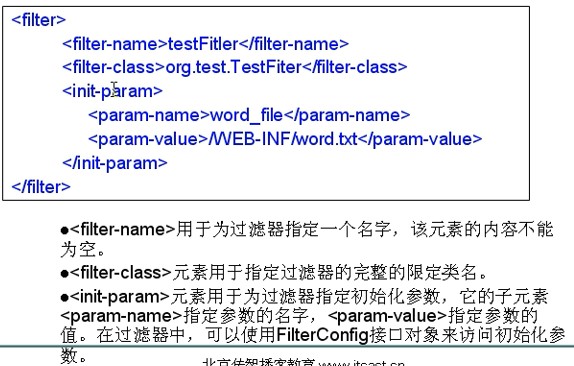 <filter>
<filter-name>testFitler</filter-name>
<filter-class>org.test.TestFiter</filter-class>
<init-param>
<param-name>word_file</param-name>
<param-value>/WEB-INF/word.txt</param-value>
</init-param>
</filter>
●<filter-name>用于为过滤器指定一个名字，该元素的内容不能
为空。
●<filter-class>元素用于指定过滤器的完整的限定类名。
●<init-param>元素用于为过滤器指定初始化参数，它的子元素
<param-name>指定参数的名字，<param-value>指定参数的
值。在过滤器中，可以使用FilterConfig接口对象来访问初始化参
数。
北京传智播客教育 www.itcast.cn